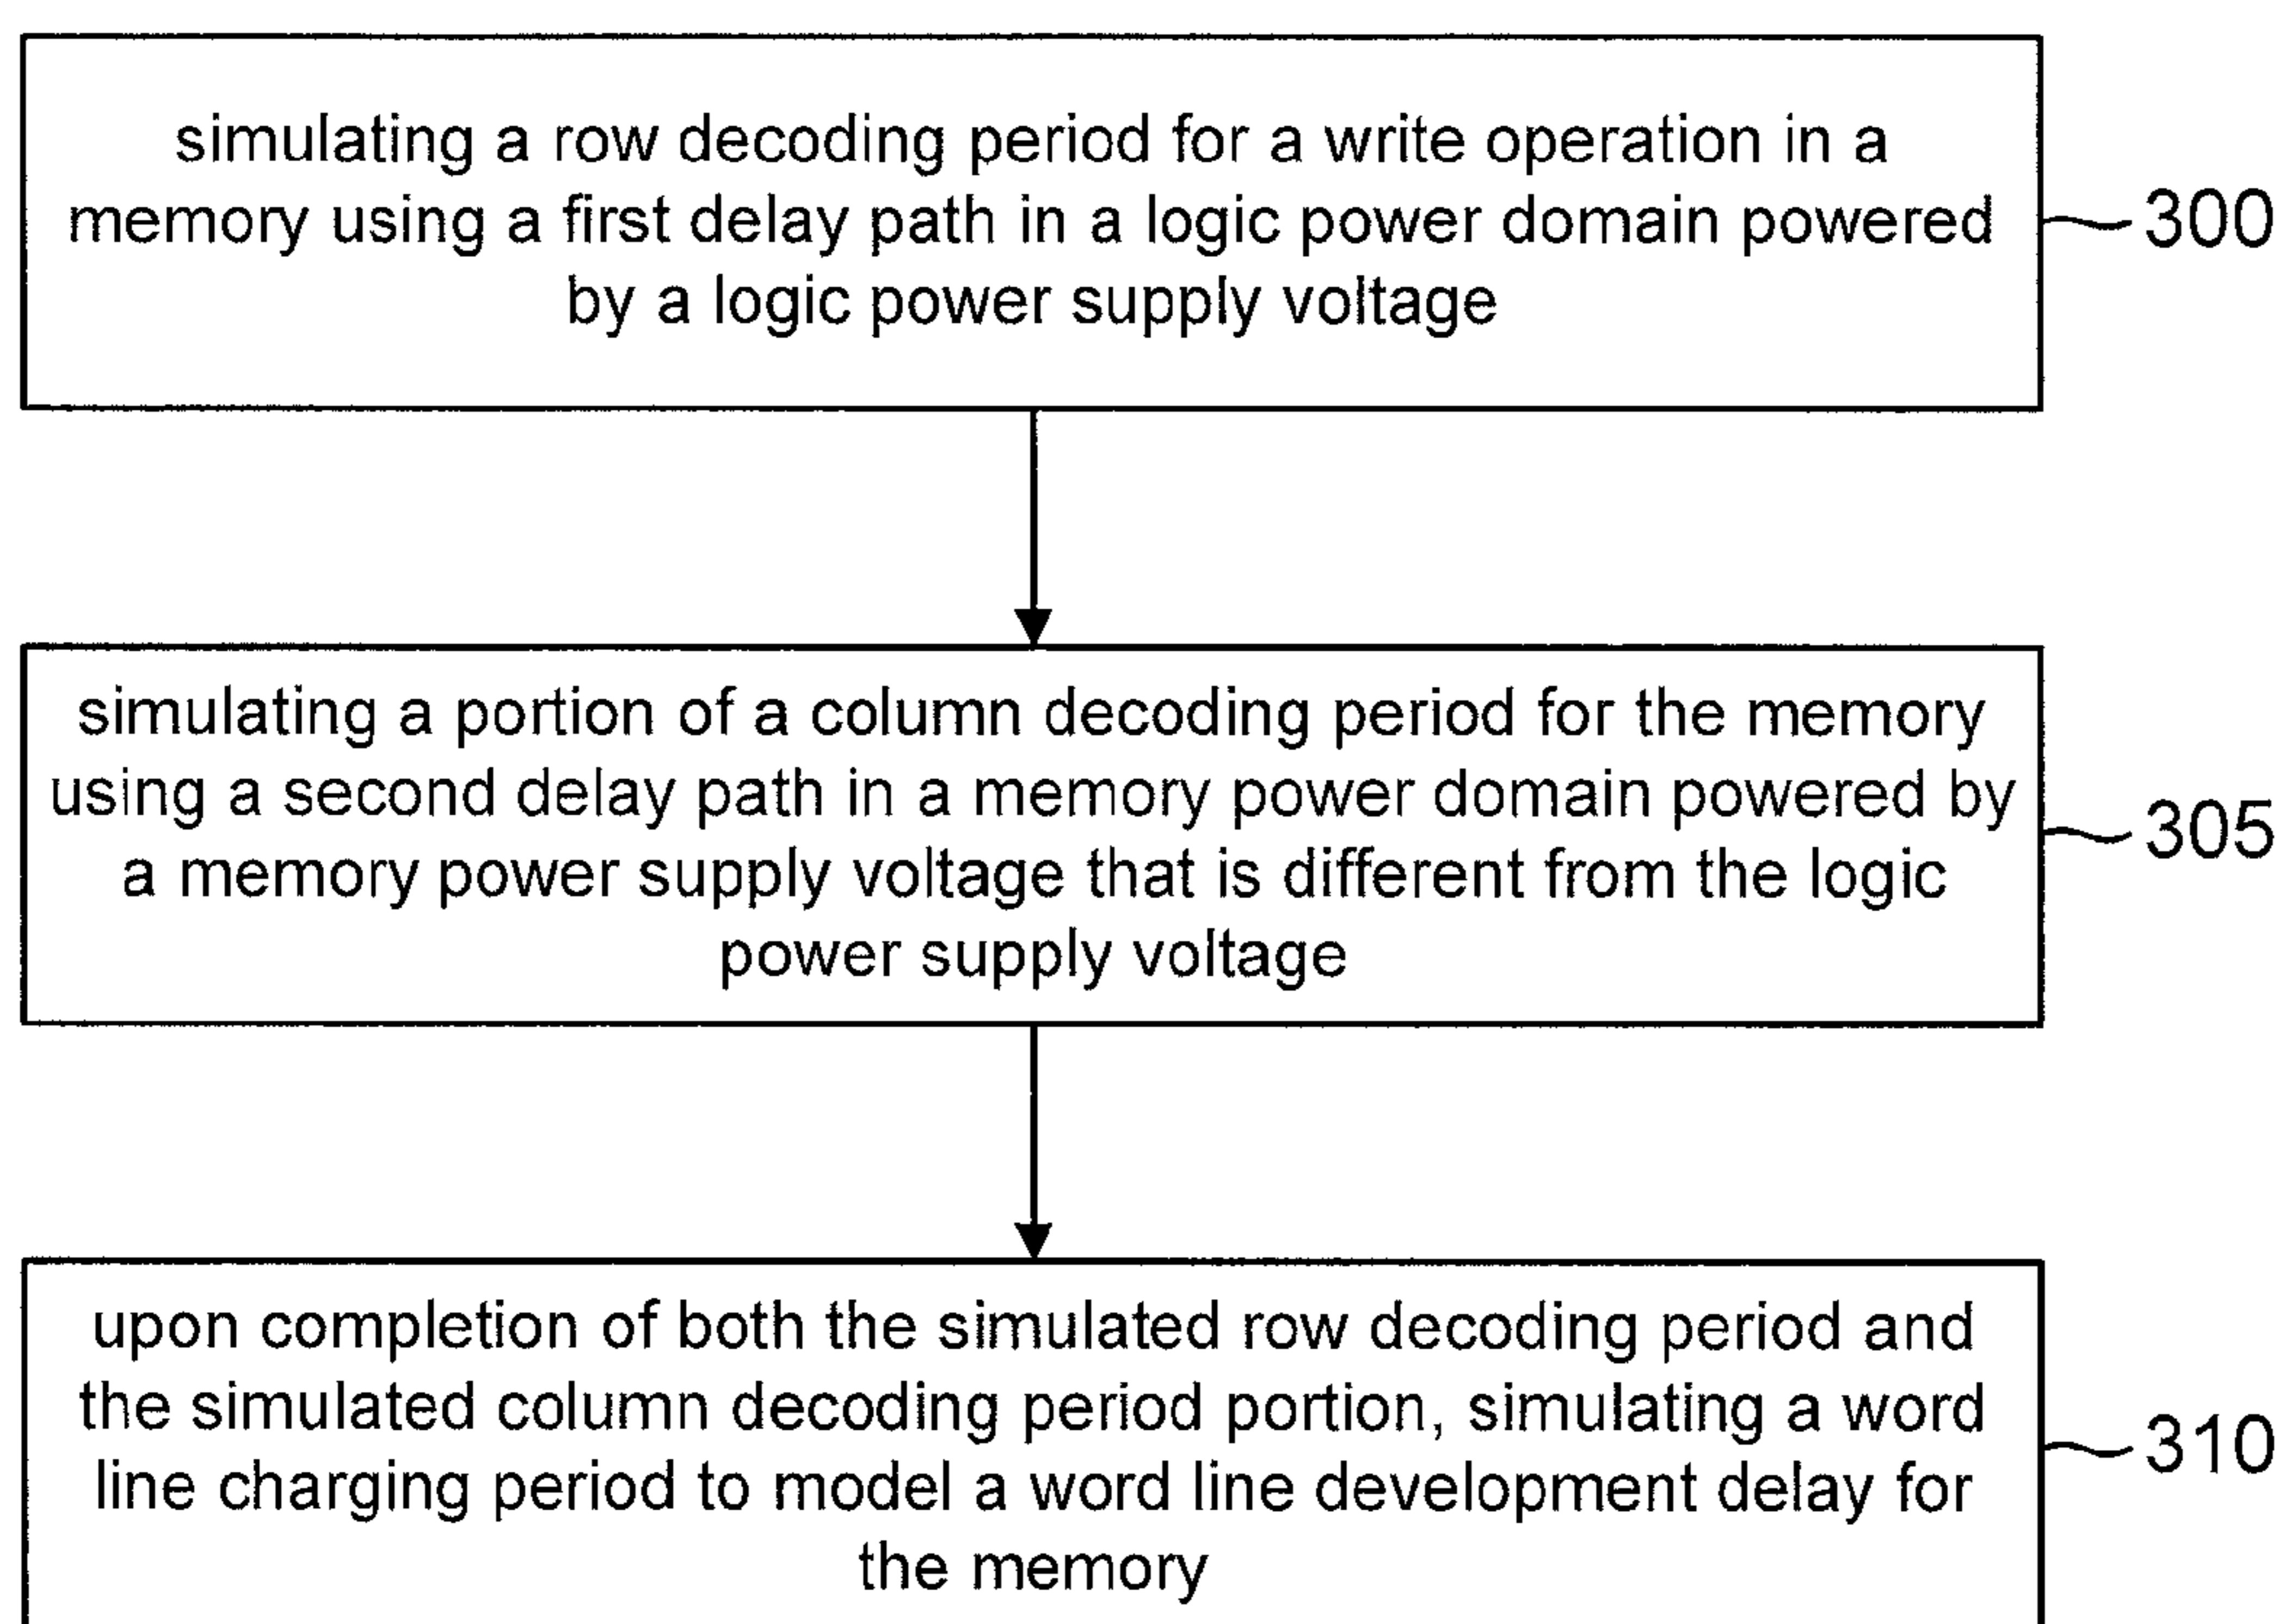 simulating a row decoding period for a write operation in a
memory using a first delay path in a logic power domain powered
by a logic power supply voltage
300
simulating a portion of a column decoding period for the memory
using a second delay path in a memory power domain powered by
a memory power supply voltage that is different from the logic
power supply voltage
305
upon completion of both the simulated row decoding period and
the simulated column decoding period portion, simulating a word
line charging period to model a word line development delay for
the memory
310